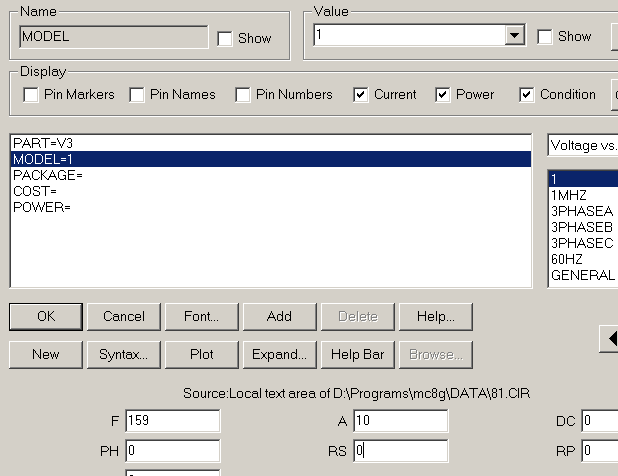 Name
Value
MODEL
Show
1
Show
Display
Pin Markers
Pin Names
Pin Numbers
Current
Power
Condition
PART=V3
MODEL=1
PACKAGE=
COST=
POWER=
Voltage vs.
1
1MHZ
3PHASEA
3PHASEB
3PHASEC
60HZ
GENERAL
OK
Cancel
Font...
Add
Delete
Help...
New
Syntax...
Plot
Expand...
Help Bar
Browse...
Source:Local text area of D:\Programs\mc8g\DATA\81.CIR
F 159
A 10
DC 0
PH 0
RS 0
RP 0